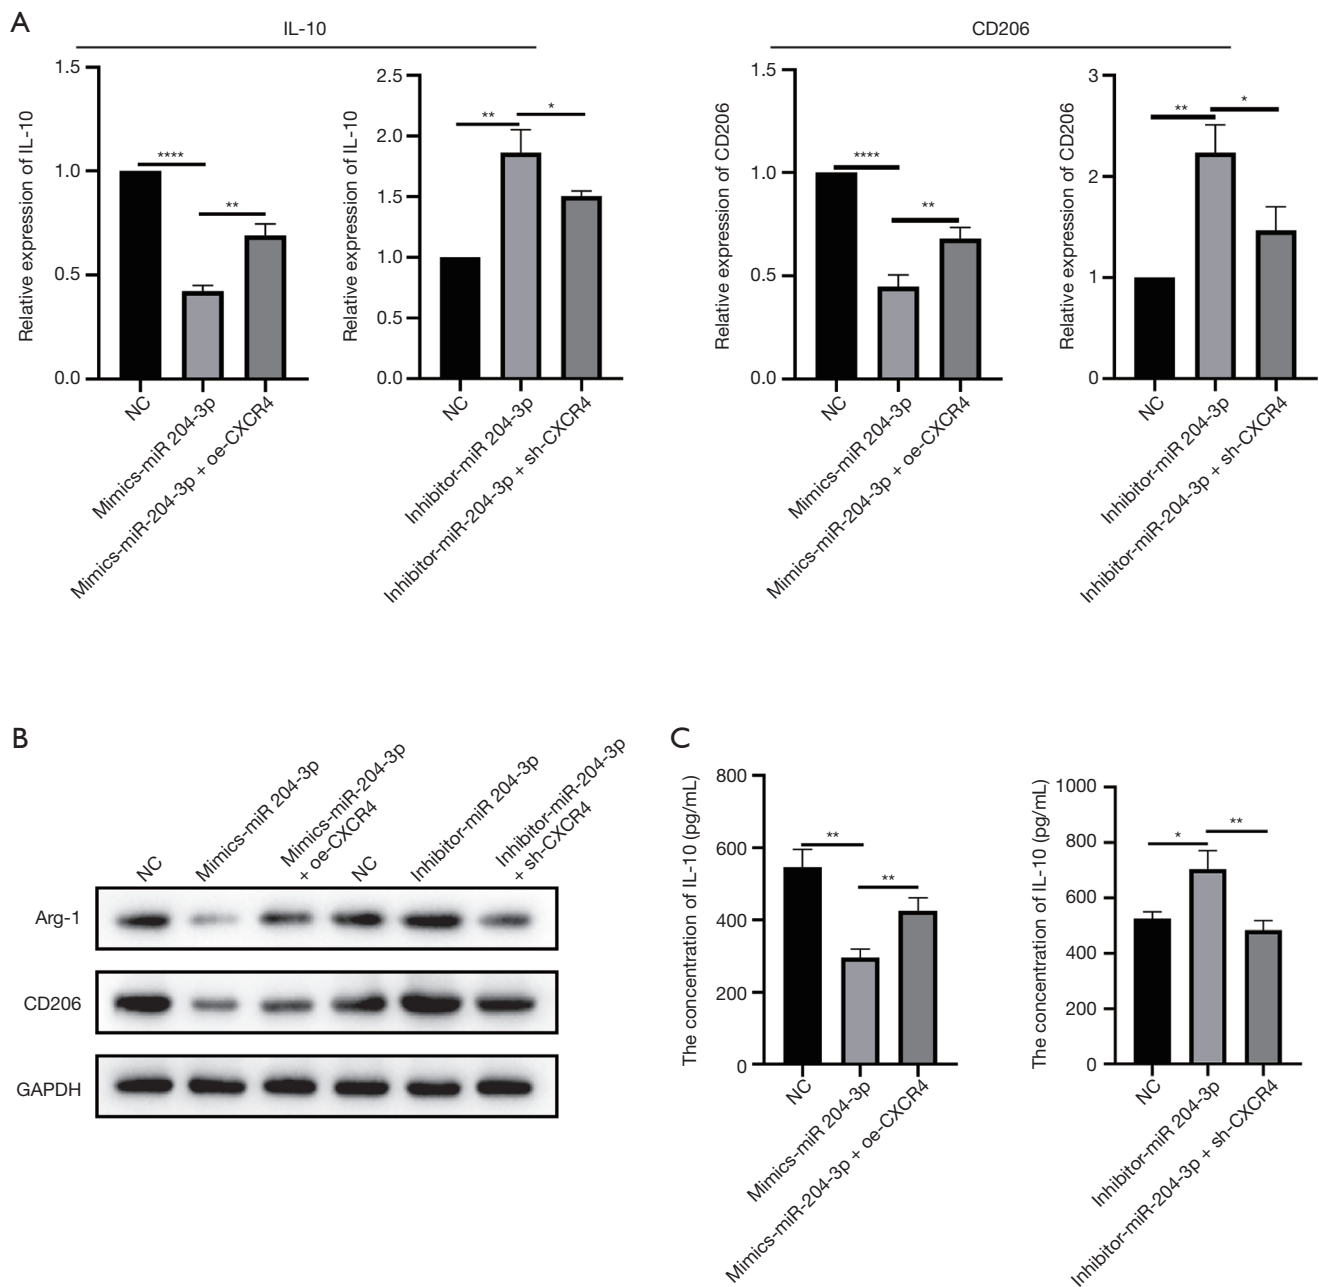 A
IL-10
CD206
Relative expression of IL-10
1.5
1.0
0.5
0.0
****
**
NC
Mimics-miR 204-3p
Mimics-miR-204-3p + oe-CXCR4
Relative expression of IL-10
2.5
2.0
1.5
1.0
0.5
0.0
**
*
NC
Inhibitor-miR 204-3p
Inhibitor-miR-204-3p + sh-CXCR4
Relative expression of CD206
1.5
1.0
0.5
0.0
****
**
NC
Mimics-miR 204-3p
Mimics-miR-204-3p + oe-CXCR4
Relative expression of CD206
3
2
1
0
**
*
NC
Inhibitor-miR 204-3p
Inhibitor-miR-204-3p + sh-CXCR4
B
NC
Mimics-miR 204-3p
Mimics-miR-204-3p
+ oe-CXCR4
NC
Inhibitor-miR 204-3p
Inhibitor-miR-204-3p
+ sh-CXCR4
Arg-1
CD206
GAPDH
C
The concentration of IL-10 (pg/mL)
800
600
400
200
0
**
**
NC
Mimics-miR 204-3p
Mimics-miR-204-3p + oe-CXCR4
The concentration of IL-10 (pg/mL)
1000
800
600
400
200
0
*
**
NC
Inhibitor-miR 204-3p
Inhibitor-miR-204-3p + sh-CXCR4